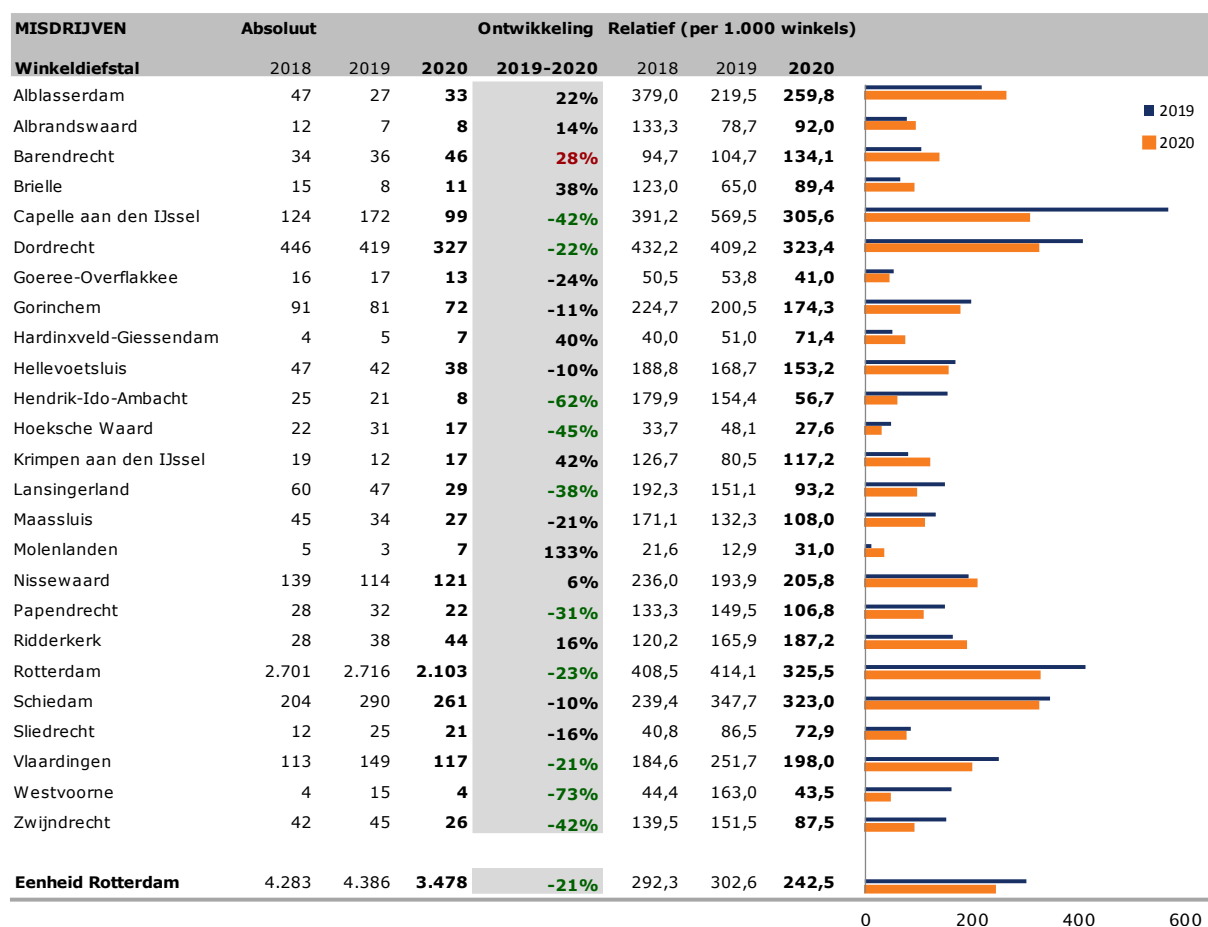 MISDRIJVEN Absoluut Ontwikkeling Relatief (per 1.000 winkels)
Winkeldiefstal 2018 2019 2020 2019-2020 2018 2019 2020
Alblasserdam 47 27 33 22% 379,0 219,5 259,8
2019
Albrandswaard 12 7 8 14% 133,3 78,7 92,0
2020
Barendrecht 34 36 46 28% 94,7 104,7 134,1
Brielle 15 8 11 38% 123,0 65,0 89,4
Capelle aan den IJssel 124 172 99 -42% 391,2 569,5 305,6
Dordrecht 446 419 327 -22% 432,2 409,2 323,4
Goeree-Overflakkee 16 17 13 -24% 50,5 53,8 41,0
Gorinchem 91 81 72 -11% 224,7 200,5 174,3
Hardinxveld-Giessendam 4 5 7 40% 40,0 51,0 71,4
Hellevoetsluis 47 42 38 -10% 188,8 168,7 153,2
Hendrik-Ido-Ambacht 25 21 8 -62% 179,9 154,4 56,7
Hoeksche Waard 22 31 17 -45% 33,7 48,1 27,6
Krimpen aan den IJssel 19 12 17 42% 126,7 80,5 117,2
Lansingerland 60 47 29 -38% 192,3 151,1 93,2
Maassluis 45 34 27 -21% 171,1 132,3 108,0
Molenlanden 5 3 7 133% 21,6 12,9 31,0
Nissewaard 139 114 121 6% 236,0 193,9 205,8
Papendrecht 28 32 22 -31% 133,3 149,5 106,8
Ridderkerk 28 38 44 16% 120,2 165,9 187,2
Rotterdam 2.701 2.716 2.103 -23% 408,5 414,1 325,5
Schiedam 204 290 261 -10% 239,4 347,7 323,0
Sliedrecht 12 25 21 -16% 40,8 86,5 72,9
Vlaardingen 113 149 117 -21% 184,6 251,7 198,0
Westvoorne 4 15 4 -73% 44,4 163,0 43,5
Zwijndrecht 42 45 26 -42% 139,5 151,5 87,5
Eenheid Rotterdam 4.283 4.386 3.478 -21% 292,3 302,6 242,5
0 200 400 600